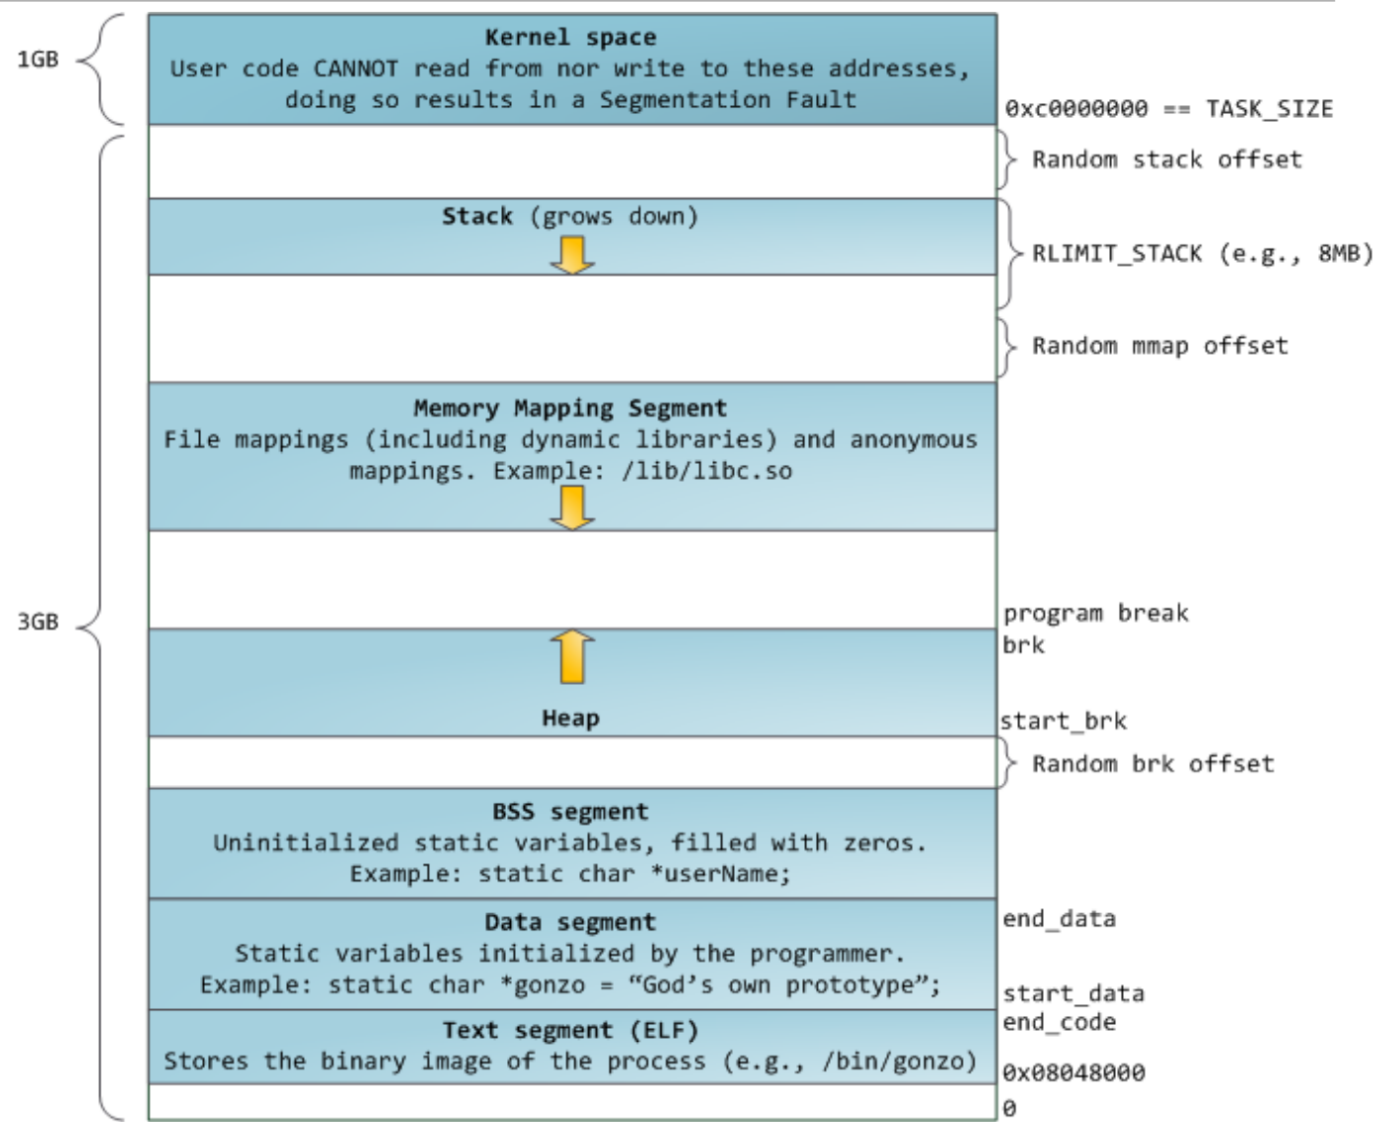 1GB
Kernel space
User code CANNOT read from nor write to these addresses,
doing so results in a Segmentation Fault
0xc0000000 == TASK_SIZE
Random stack offset
Stack (grows down)
RLIMIT_STACK (e.g., 8MB)
Random mmap offset
Memory Mapping Segment
File mappings (including dynamic libraries) and anonymous
mappings. Example: /lib/libc.so
3GB
program break
brk
Heap
start_brk
Random brk offset
BSS segment
Uninitialized static variables, filled with zeros.
Example: static char *userName;
Data segment
Static variables initialized by the programmer.
Example: static char *gonzo = “God’s own prototype”;
end_data
start_data
Text segment (ELF)
Stores the binary image of the process (e.g., /bin/gonzo)
end_code
0x08048000
0